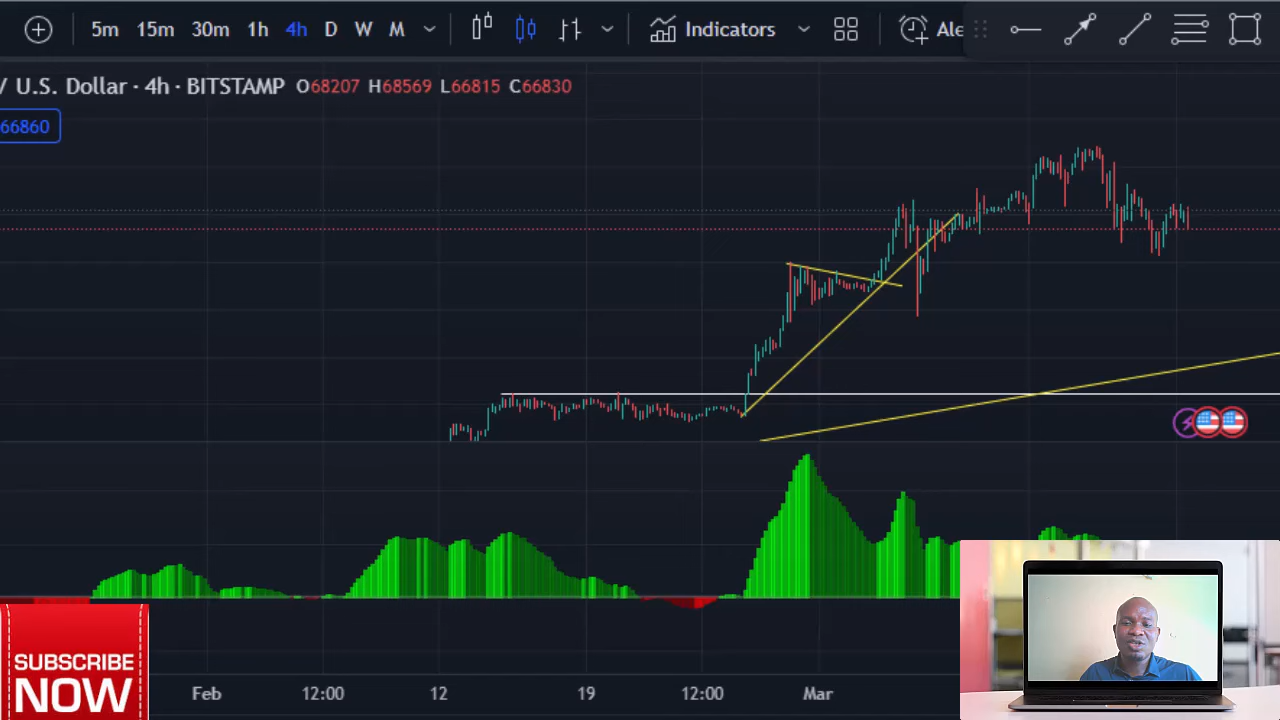 5m 15m 30m 1h 4h D W M Indicators Ale
/ U.S. Dollar · 4h · BITSTAMP O68207 H68569 L66815 C66830
66860
SUBSCRIBE
NOW
Feb 12:00 12 19 12:00 Mar